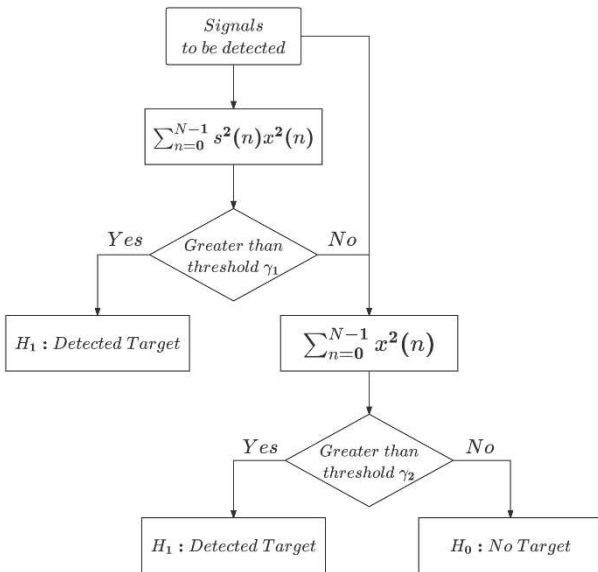 Signals
to be detected
∑_{n=0}^{N−1} s²(n)x²(n)
Yes
No
Greater than
threshold γ₁
H₁ : Detected Target
∑_{n=0}^{N−1} x²(n)
Yes
No
Greater than
threshold γ₂
H₁ : Detected Target
H₀ : No Target